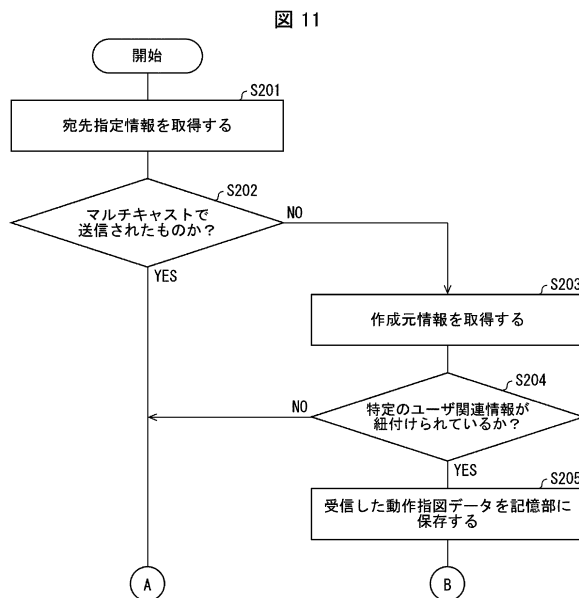 図 11
開始
S201
宛先指定情報を取得する
S202
マルチキャストで
送信されたものか？
NO
YES
S203
作成元情報を取得する
S204
特定のユーザ関連情報が
紐付けられているか？
NO
YES
S205
受信した動作指図データを記憶部に
保存する
A
B